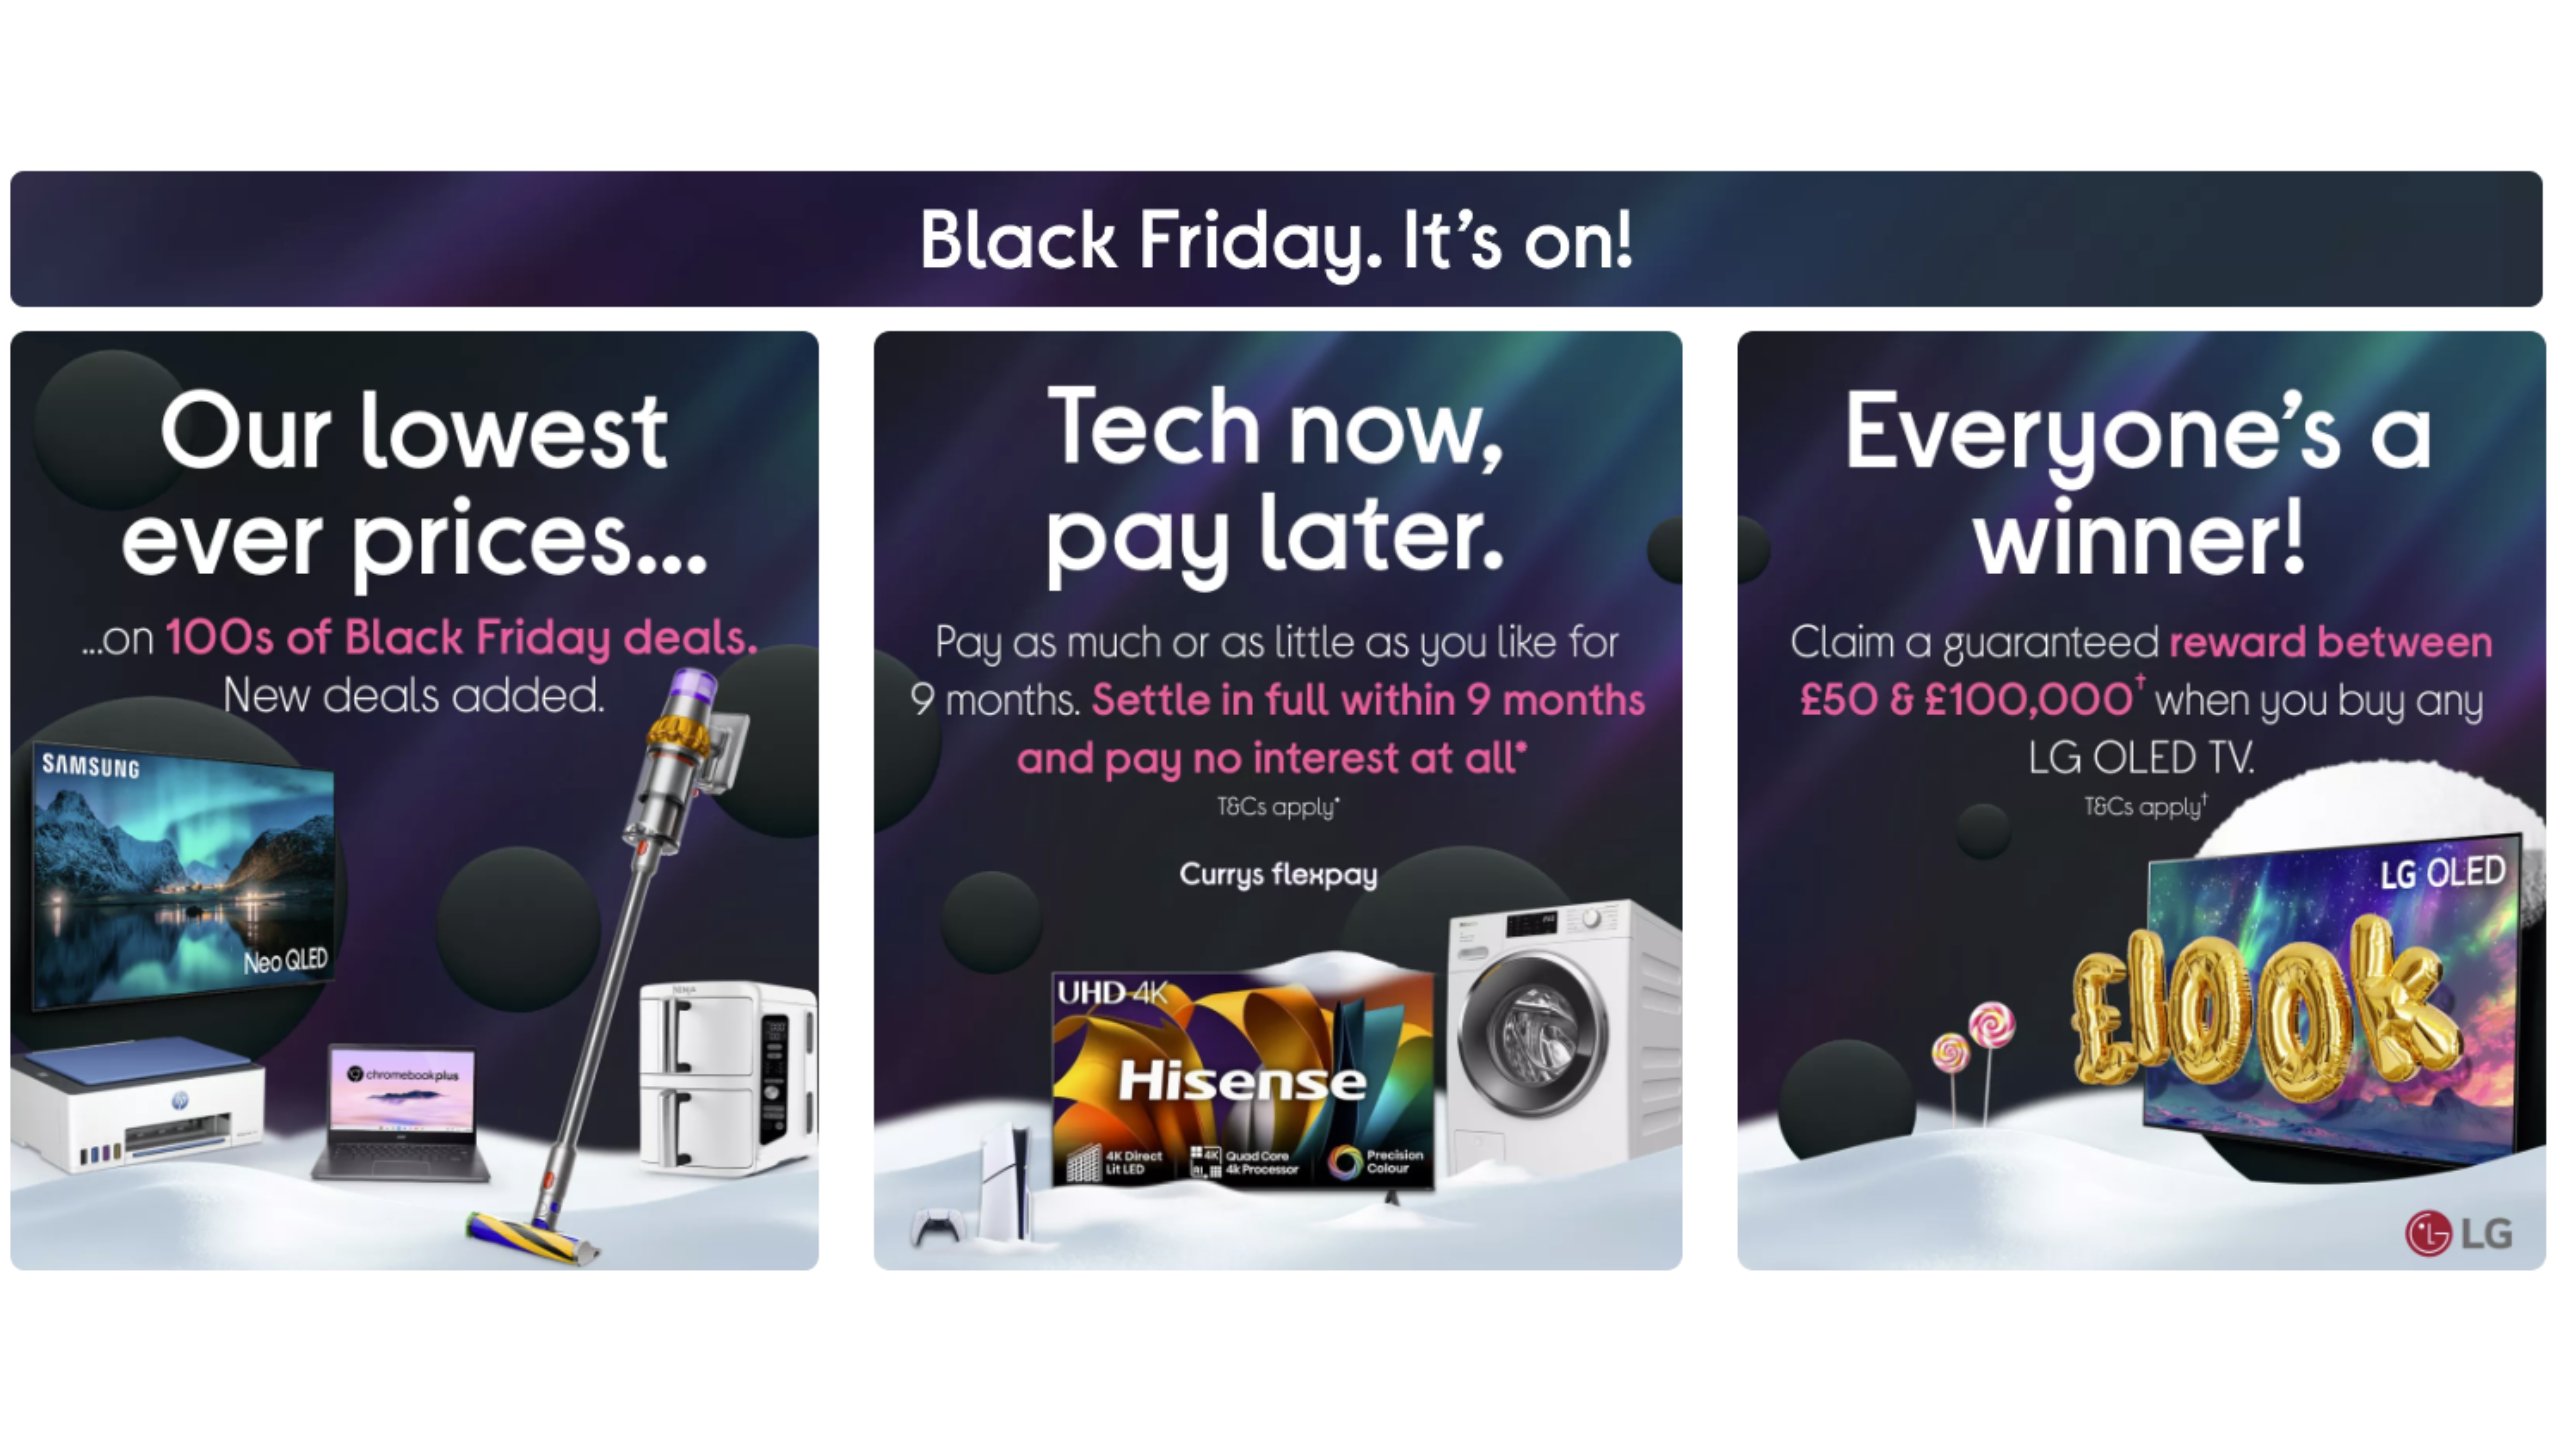 Black Friday. It's on!
Our lowest
ever prices...
...on 100s of Black Friday deals.
New deals added.
SAMSUNG
Neo QLED
NINJA
hp
chromebookplus
Tech now,
pay later.
Pay as much or as little as you like for
9 months. Settle in full within 9 months
and pay no interest at all*
T&Cs apply*
Currys flexpay
UHD 4K
Hisense
4K Direct
Lit LED
4K
AI
Quad Core
4k Processor
Precision
Colour
Everyone's a
winner!
Claim a guaranteed reward between
£50 & £100,000† when you buy any
LG OLED TV.
T&Cs apply†
LG OLED
£100K
LG